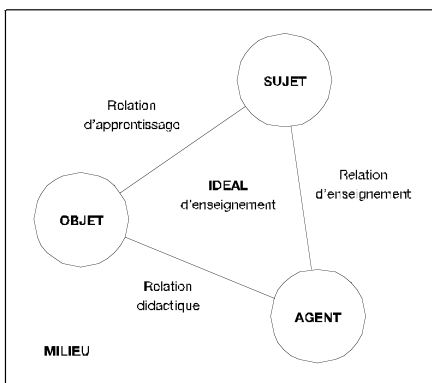 SUJET
Relation
d'apprentissage
IDEAL
d'enseignement
Relation
d'enseignement
OBJET
Relation
didactique
AGENT
MILIEU